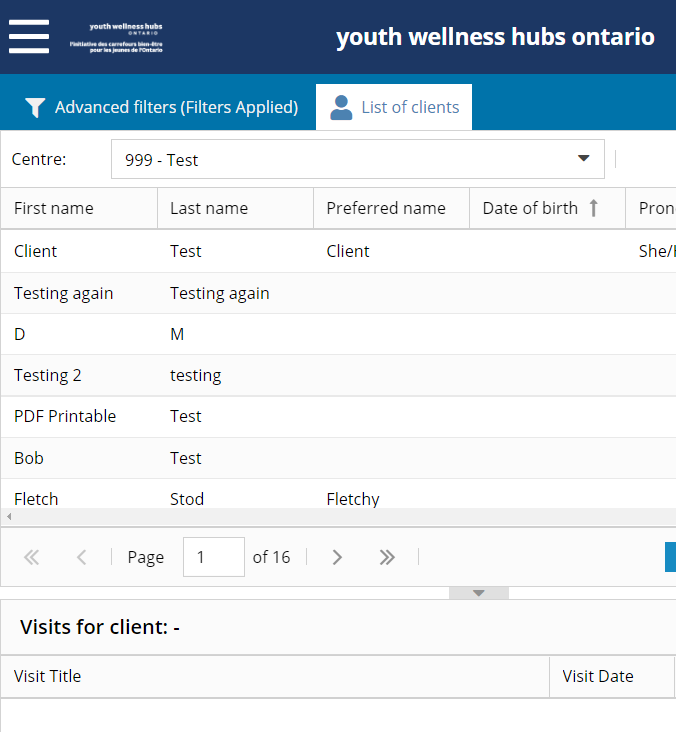 youth wellness hubs
ONTARIO
l'initiative des carrefours bien-être
pour les jeunes de l'Ontario
youth wellness hubs ontario
Advanced filters (Filters Applied)
List of clients
Centre:
999 - Test
First name Last name Preferred name Date of birth Pron
Client Test Client She/H
Testing again Testing again
D M
Testing 2 testing
PDF Printable Test
Bob Test
Fletch Stod Fletchy
Page 1 of 16
Visits for client: -
Visit Title Visit Date